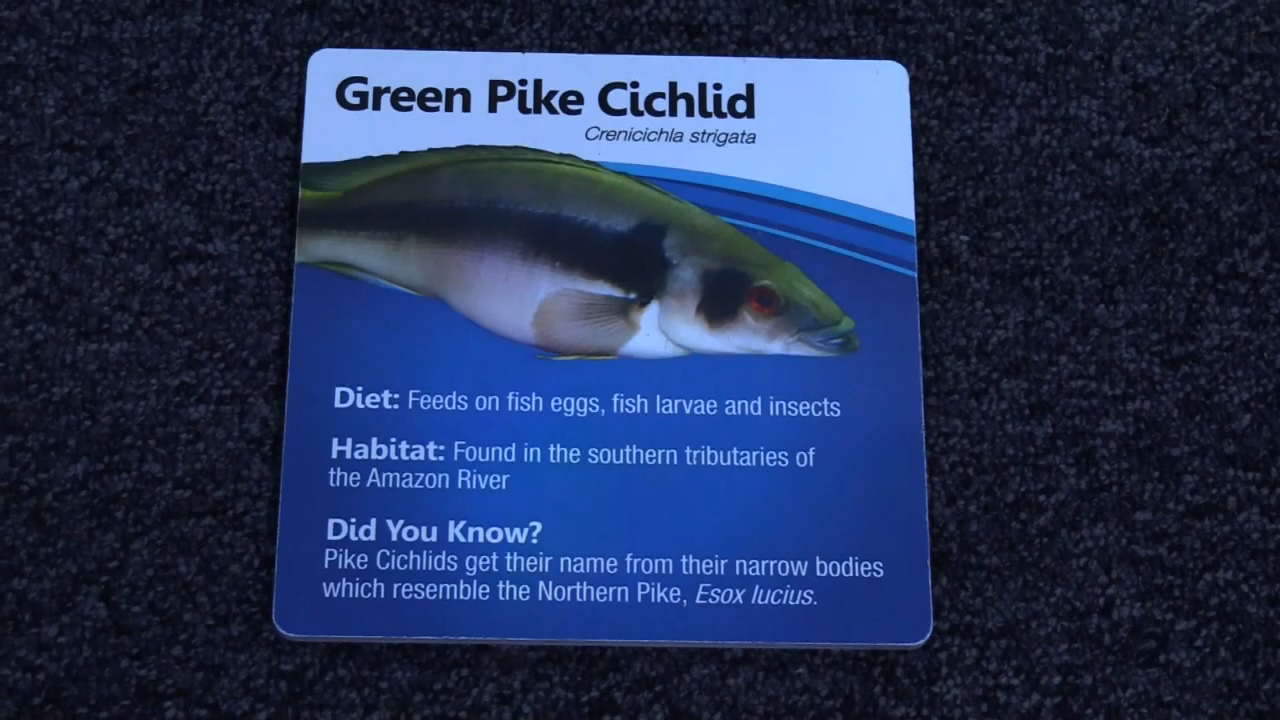 Green Pike Cichlid
Crenicichla strigata
Diet: Feeds on fish eggs, fish larvae and insects
Habitat: Found in the southern tributaries of
the Amazon River
Did You Know?
Pike Cichlids get their name from their narrow bodies
which resemble the Northern Pike, Esox lucius.